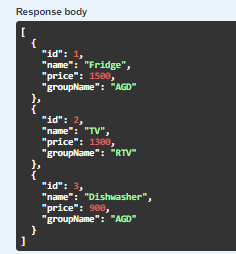 Response body
[
  {
    "id": 1,
    "name": "Fridge",
    "price": 1500,
    "groupName": "AGD"
  },
  {
    "id": 2,
    "name": "TV",
    "price": 1300,
    "groupName": "RTV"
  },
  {
    "id": 3,
    "name": "Dishwasher",
    "price": 900,
    "groupName": "AGD"
  }
]